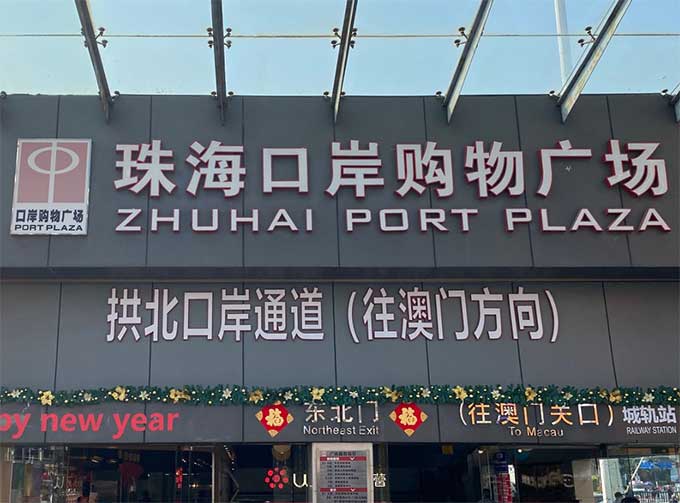 珠海口岸购物广场
ZHUHAI PORT PLAZA
口岸购物广场
PORT PLAZA
拱北口岸通道（往澳门方向）
py new year
福
东北门
Northeast Exit
福
（往澳门关口）
To Macau
城轨站
RAILWAY STATION